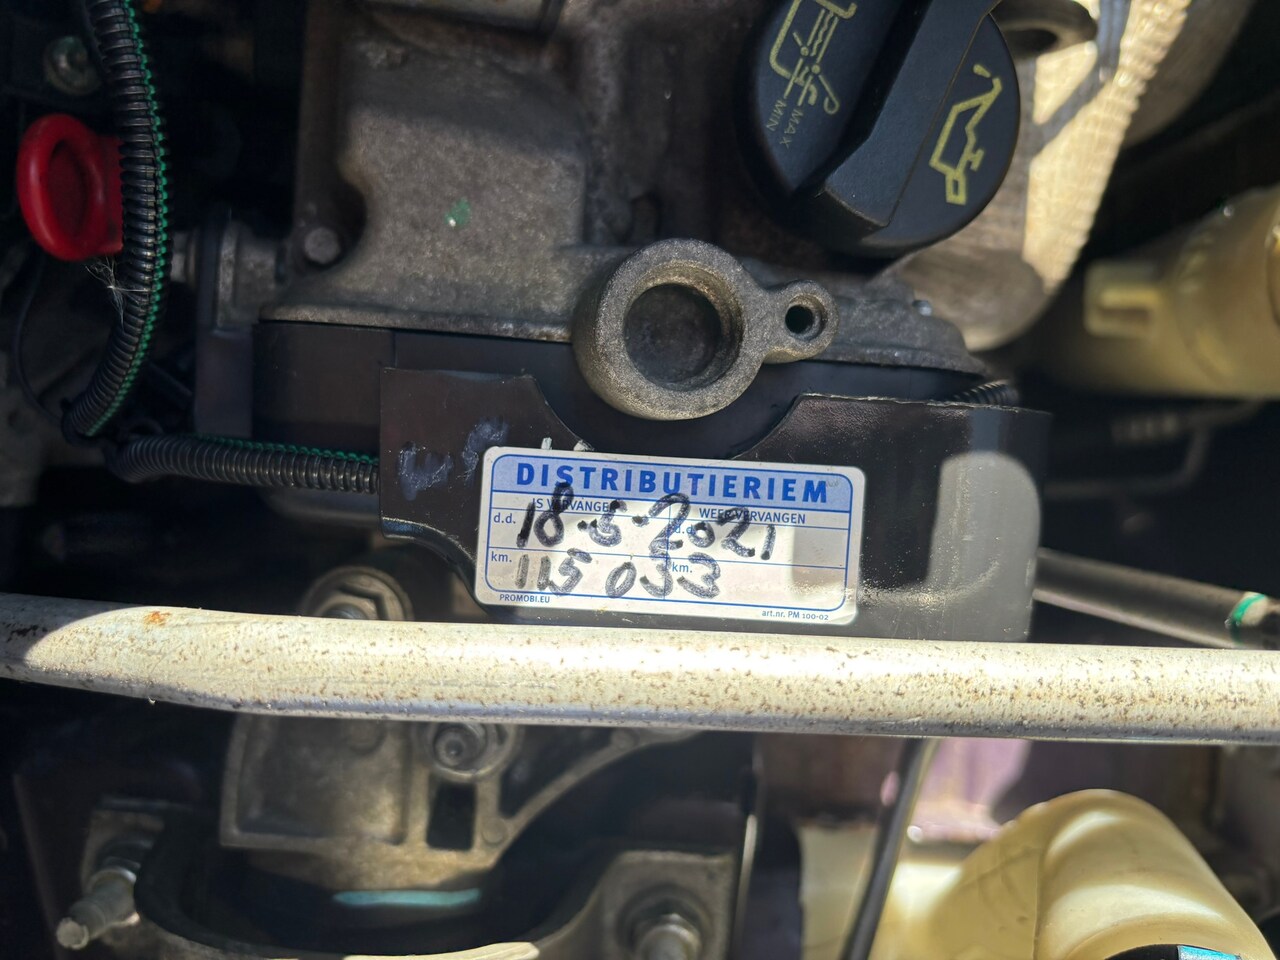 MIN MAX
DISTRIBUTIERIEM
IS VERVANGEN WEER VERVANGEN
d.d. 18-5-2021 d.d.
km. 115 033 km.
PROMOBI.EU art.nr. PM 100-02